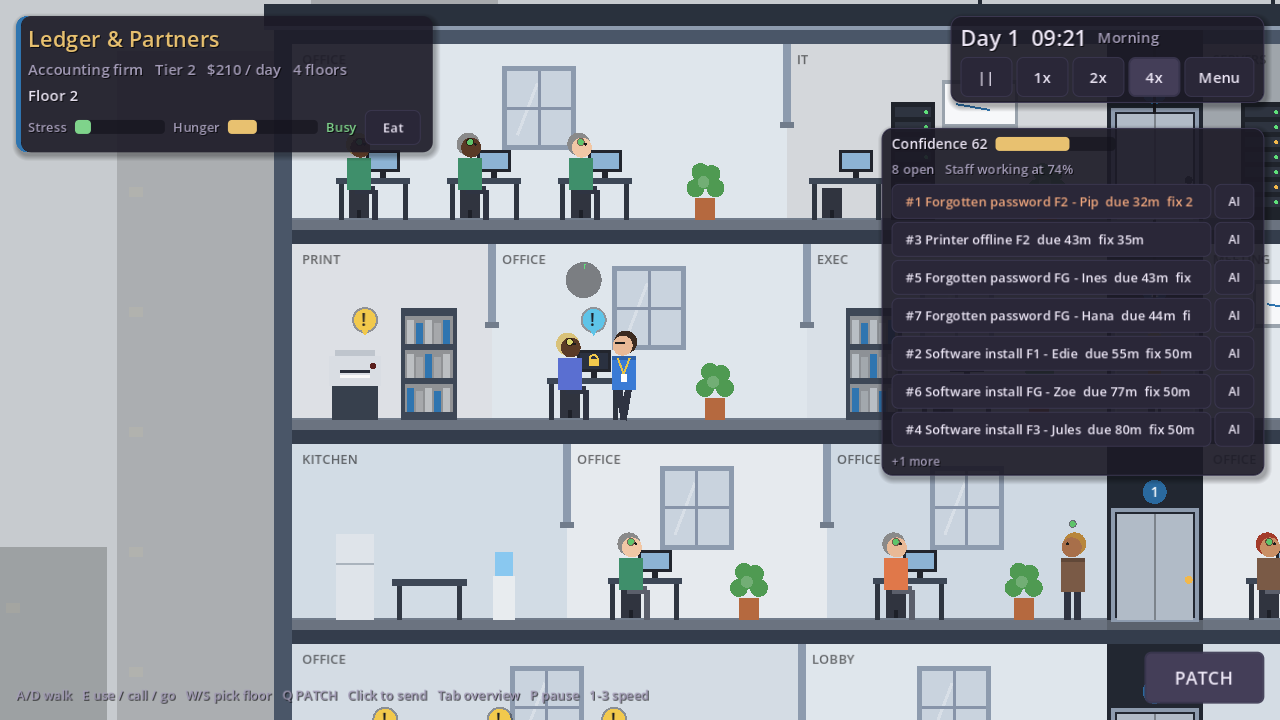 Ledger & Partners
Accounting firm Tier 2 $210 / day 4 floors
Floor 2
Stress Hunger Busy Eat
Day 1 09:21 Morning
|| 1x 2x 4x Menu
Confidence 62
8 open Staff working at 74%
#1 Forgotten password F2 - Pip due 32m fix 2 AI
#3 Printer offline F2 due 43m fix 35m AI
#5 Forgotten password FG - Ines due 43m fix AI
#7 Forgotten password FG - Hana due 44m fi AI
#2 Software install F1 - Edie due 55m fix 50m AI
#6 Software install FG - Zoe due 77m fix 50m AI
#4 Software install F3 - Jules due 80m fix 50m AI
+1 more
OFFICE
IT
PRINT
OFFICE
EXEC
!
!
KITCHEN
OFFICE
OFFICE
OFFICE
1
OFFICE
LOBBY
! ! !
A/D walk E use / call / go W/S pick floor Q PATCH Click to send Tab overview P pause 1-3 speed
PATCH